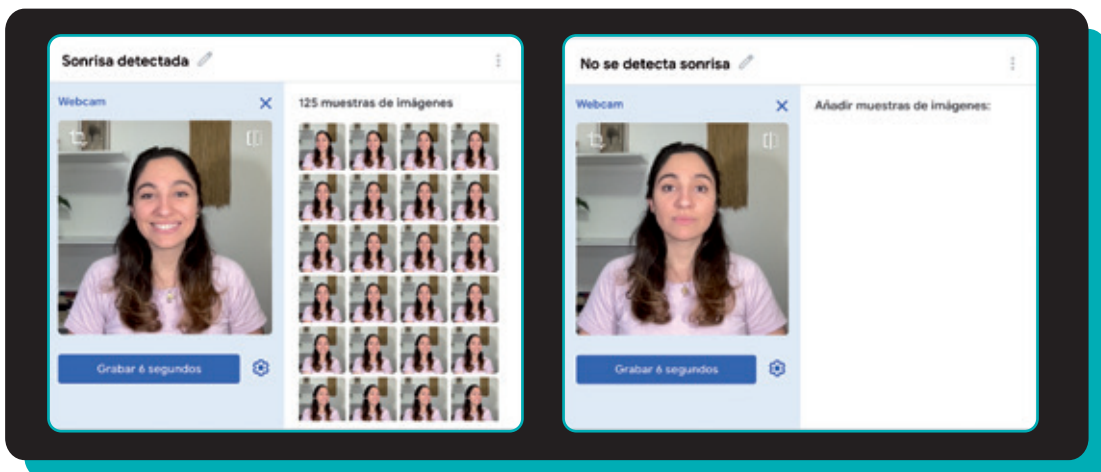 Sonrisa detectada
Webcam
125 muestras de imágenes
Grabar 6 segundos
No se detecta sonrisa
Webcam
Añadir muestras de imágenes:
Grabar 6 segundos